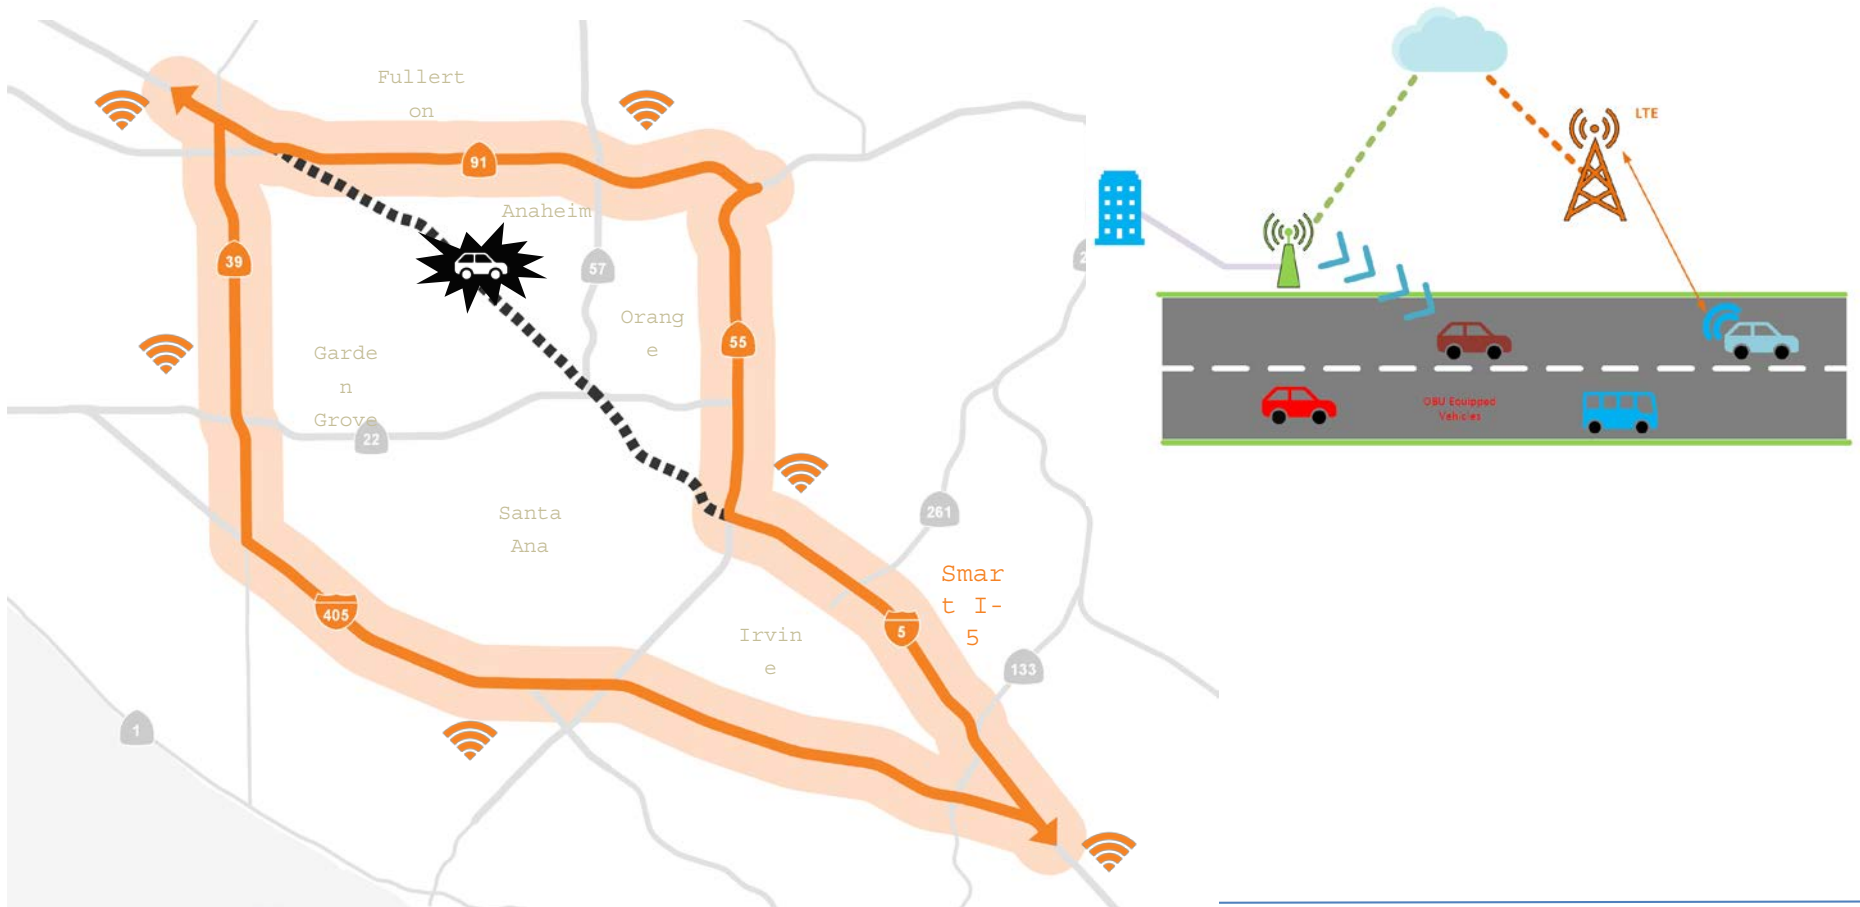 Fullert
on
91
Anaheim
39
57
Orang
e
55
Garde
n
Grove
22
Santa
Ana
261
Smar
t I-
5
405
5
Irvin
e
133
1
2
LTE
OBU Equipped
Vehicles